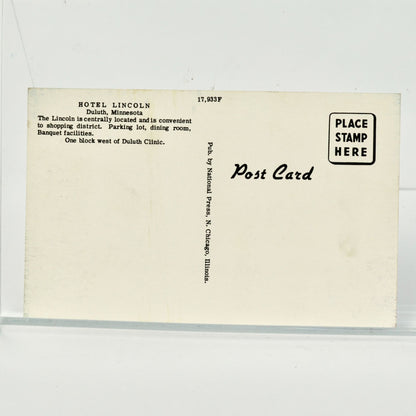 HOTEL LINCOLN
Duluth, Minnesota
The Lincoln is centrally located and is convenient
to shopping district. Parking lot, dining room,
Banquet facilities.
One block west of Duluth Clinic.
17,933F
Pub. by National Press, N. Chicago, Illinois.
Post Card
PLACE
STAMP
HERE